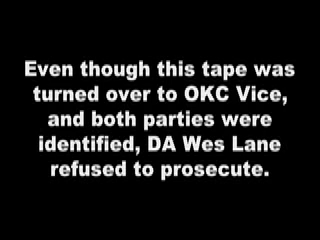 Even though this tape was
turned over to OKC Vice,
and both parties were
identified, DA Wes Lane
refused to prosecute.